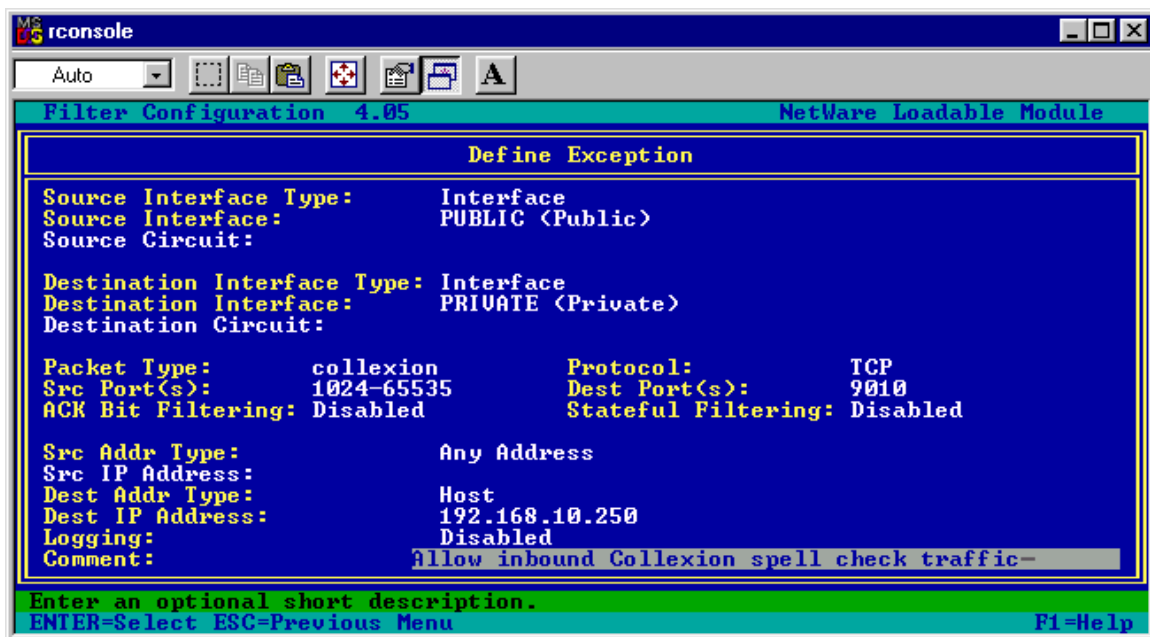 MS DOS rconsole
Auto A
Filter Configuration 4.05 NetWare Loadable Module
Define Exception
Source Interface Type: Interface
Source Interface: PUBLIC (Public)
Source Circuit:
Destination Interface Type: Interface
Destination Interface: PRIVATE (Private)
Destination Circuit:
Packet Type: collexion Protocol: TCP
Src Port(s): 1024-65535 Dest Port(s): 9010
ACK Bit Filtering: Disabled Stateful Filtering: Disabled
Src Addr Type: Any Address
Src IP Address:
Dest Addr Type: Host
Dest IP Address: 192.168.10.250
Logging: Disabled
Comment: Allow inbound Collexion spell check traffic
Enter an optional short description.
ENTER=Select ESC=Previous Menu F1=Help